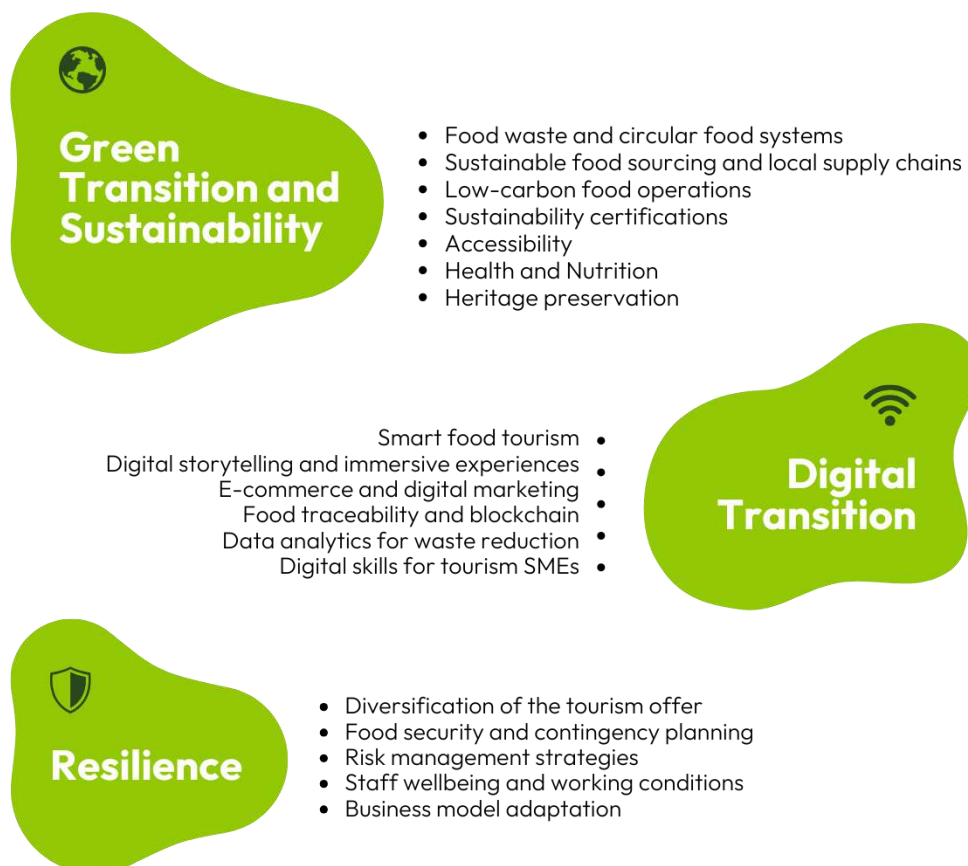 Green
Transition and
Sustainability
• Food waste and circular food systems
• Sustainable food sourcing and local supply chains
• Low-carbon food operations
• Sustainability certifications
• Accessibility
• Health and Nutrition
• Heritage preservation
Digital
Transition
Smart food tourism •
Digital storytelling and immersive experiences •
E-commerce and digital marketing •
Food traceability and blockchain •
Data analytics for waste reduction •
Digital skills for tourism SMEs •
Resilience
• Diversification of the tourism offer
• Food security and contingency planning
• Risk management strategies
• Staff wellbeing and working conditions
• Business model adaptation